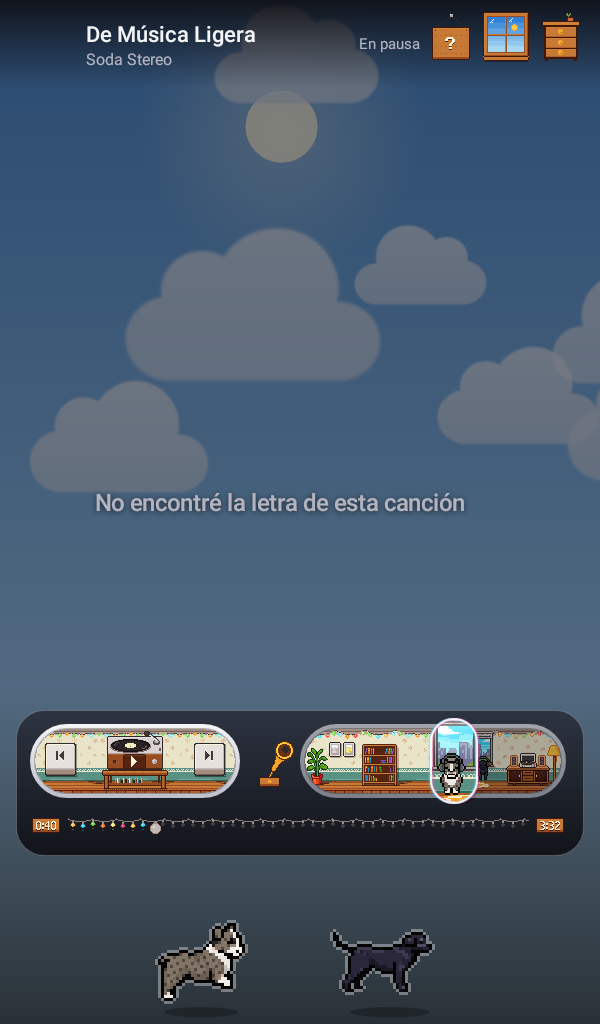 De Música Ligera
Soda Stereo
En pausa
?
No encontré la letra de esta canción
0:40
3:32